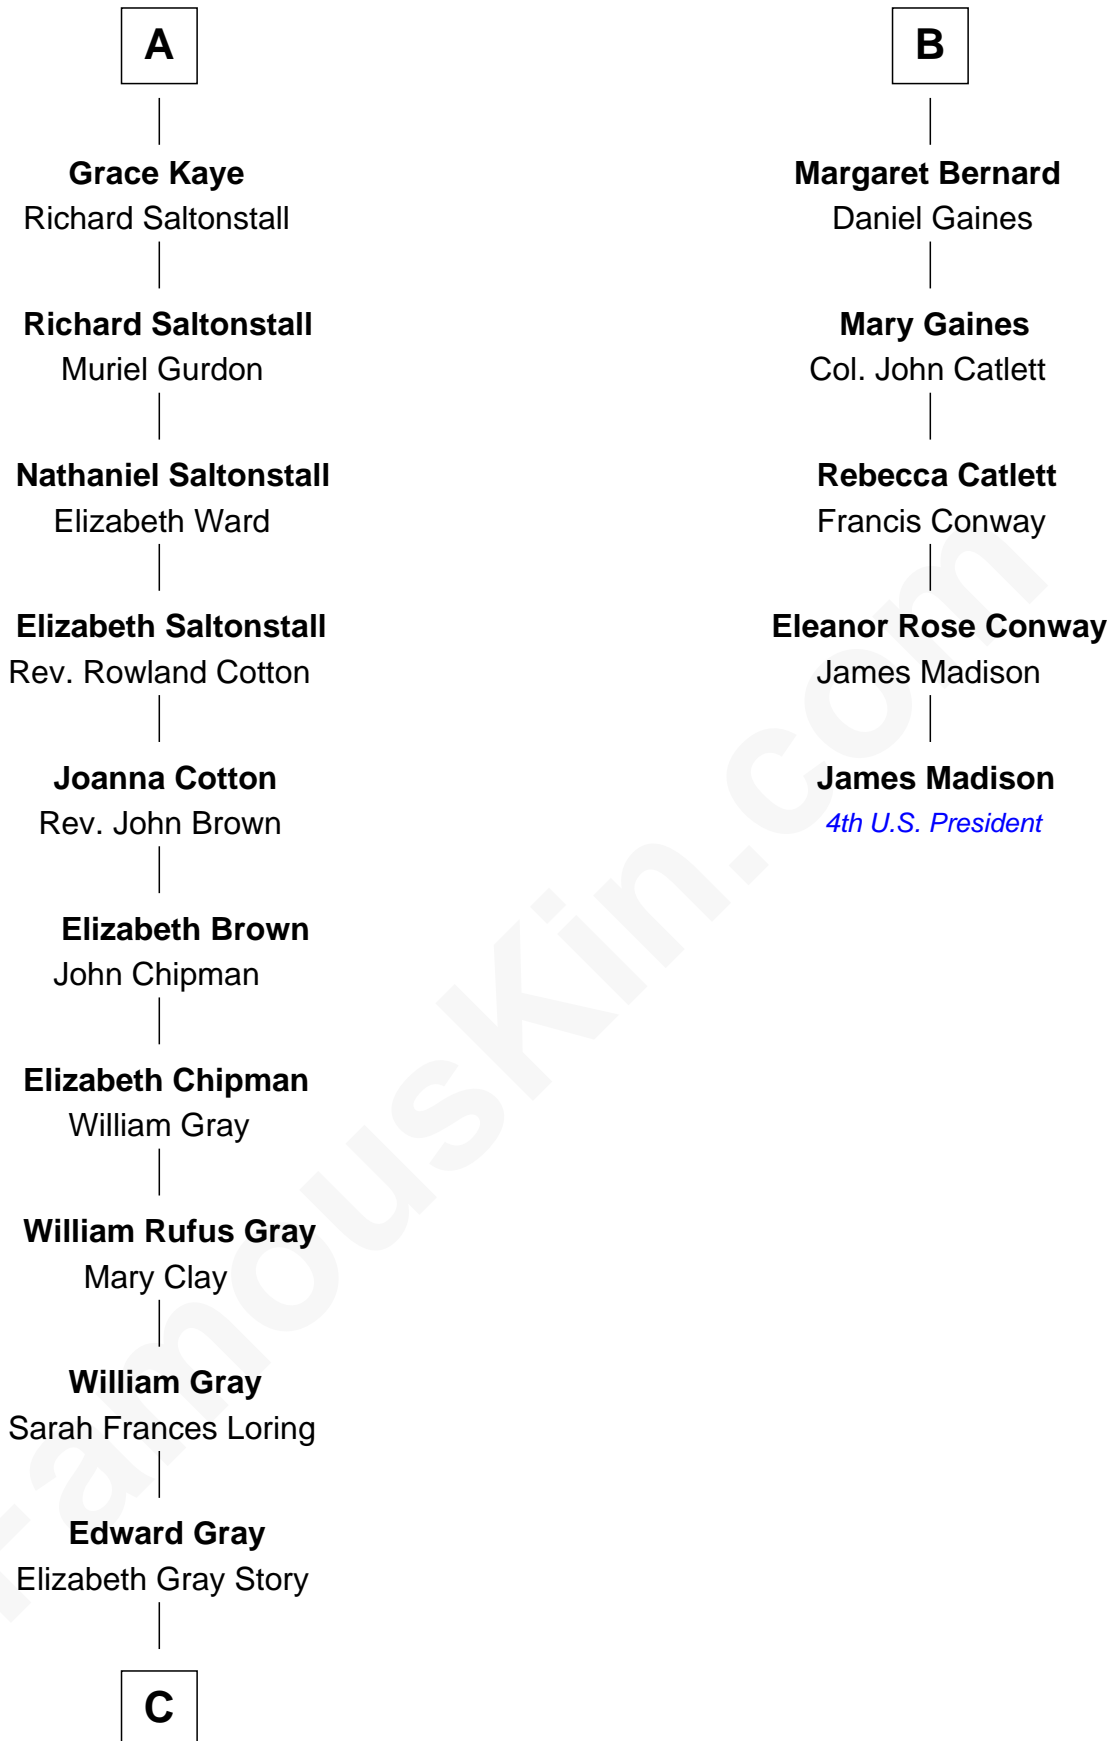 A
Grace Kaye
Richard Saltonstall
Richard Saltonstall
Muriel Gurdon
Nathaniel Saltonstall
Elizabeth Ward
Elizabeth Saltonstall
Rev. Rowland Cotton
Joanna Cotton
Rev. John Brown
Elizabeth Brown
John Chipman
Elizabeth Chipman
William Gray
William Rufus Gray
Mary Clay
William Gray
Sarah Frances Loring
Edward Gray
Elizabeth Gray Story
C
B
Margaret Bernard
Daniel Gaines
Mary Gaines
Col. John Catlett
Rebecca Catlett
Francis Conway
Eleanor Rose Conway
James Madison
James Madison
4th U.S. President
FamousKin.com